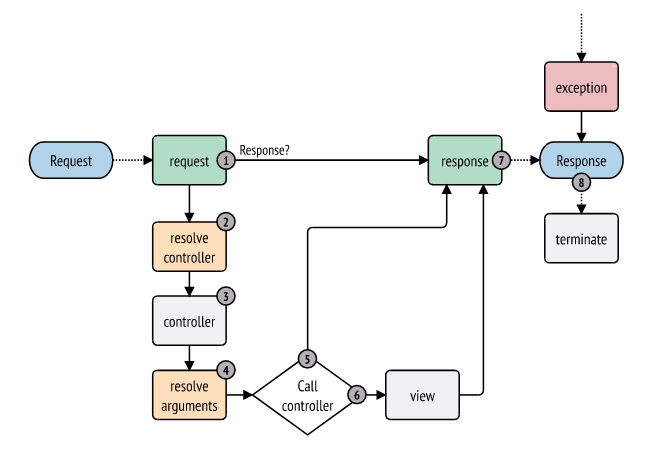 exception
Request
request
1
Response?
response
7
Response
8
2
resolve
controller
terminate
3
controller
4
resolve
arguments
5
Call
controller
6
view